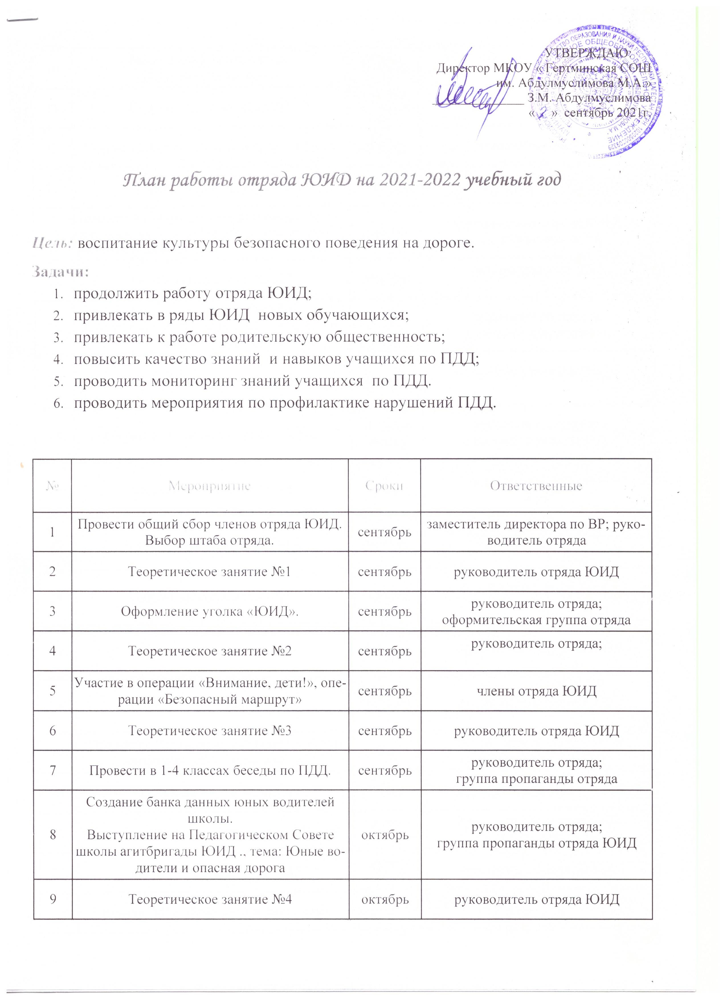 УТВЕРЖДАЮ:
Директор МКОУ « Гертминская СОШ
им. Абдулмуслимова М.А.»
З.М. Абдулмуслимова
« 2 » сентябрь 2021г.
План работы отряда ЮИД на 2021-2022 учебный год
Цель: воспитание культуры безопасного поведения на дороге.
Задачи:
1. продолжить работу отряда ЮИД;
2. привлекать в ряды ЮИД новых обучающихся;
3. привлекать к работе родительскую общественность;
4. повысить качество знаний и навыков учащихся по ПДД;
5. проводить мониторинг знаний учащихся по ПДД.
6. проводить мероприятия по профилактике нарушений ПДД.
№ Мероприятие Сроки Ответственные
1
Провести общий сбор членов отряда ЮИД.
Выбор штаба отряда.
сентябрь
заместитель директора по ВР; руко-
водитель отряда
2 Теоретическое занятие №1 сентябрь руководитель отряда ЮИД
3 Оформление уголка «ЮИД». сентябрь
руководитель отряда;
оформительская группа отряда
4 Теоретическое занятие №2 сентябрь
руководитель отряда;
5
Участие в операции «Внимание, дети!», опе-
рации «Безопасный маршрут»
сентябрь
члены отряда ЮИД
6 Теоретическое занятие №3 сентябрь руководитель отряда ЮИД
7 Провести в 1-4 классах беседы по ПДД. сентябрь
руководитель отряда;
группа пропаганды отряда
8
Создание банка данных юных водителей
школы.
Выступление на Педагогическом Совете
школы агитбригады ЮИД ., тема: Юные во-
дители и опасная дорога
октябрь
руководитель отряда;
группа пропаганды отряда ЮИД
9 Теоретическое занятие №4 октябрь руководитель отряда ЮИД